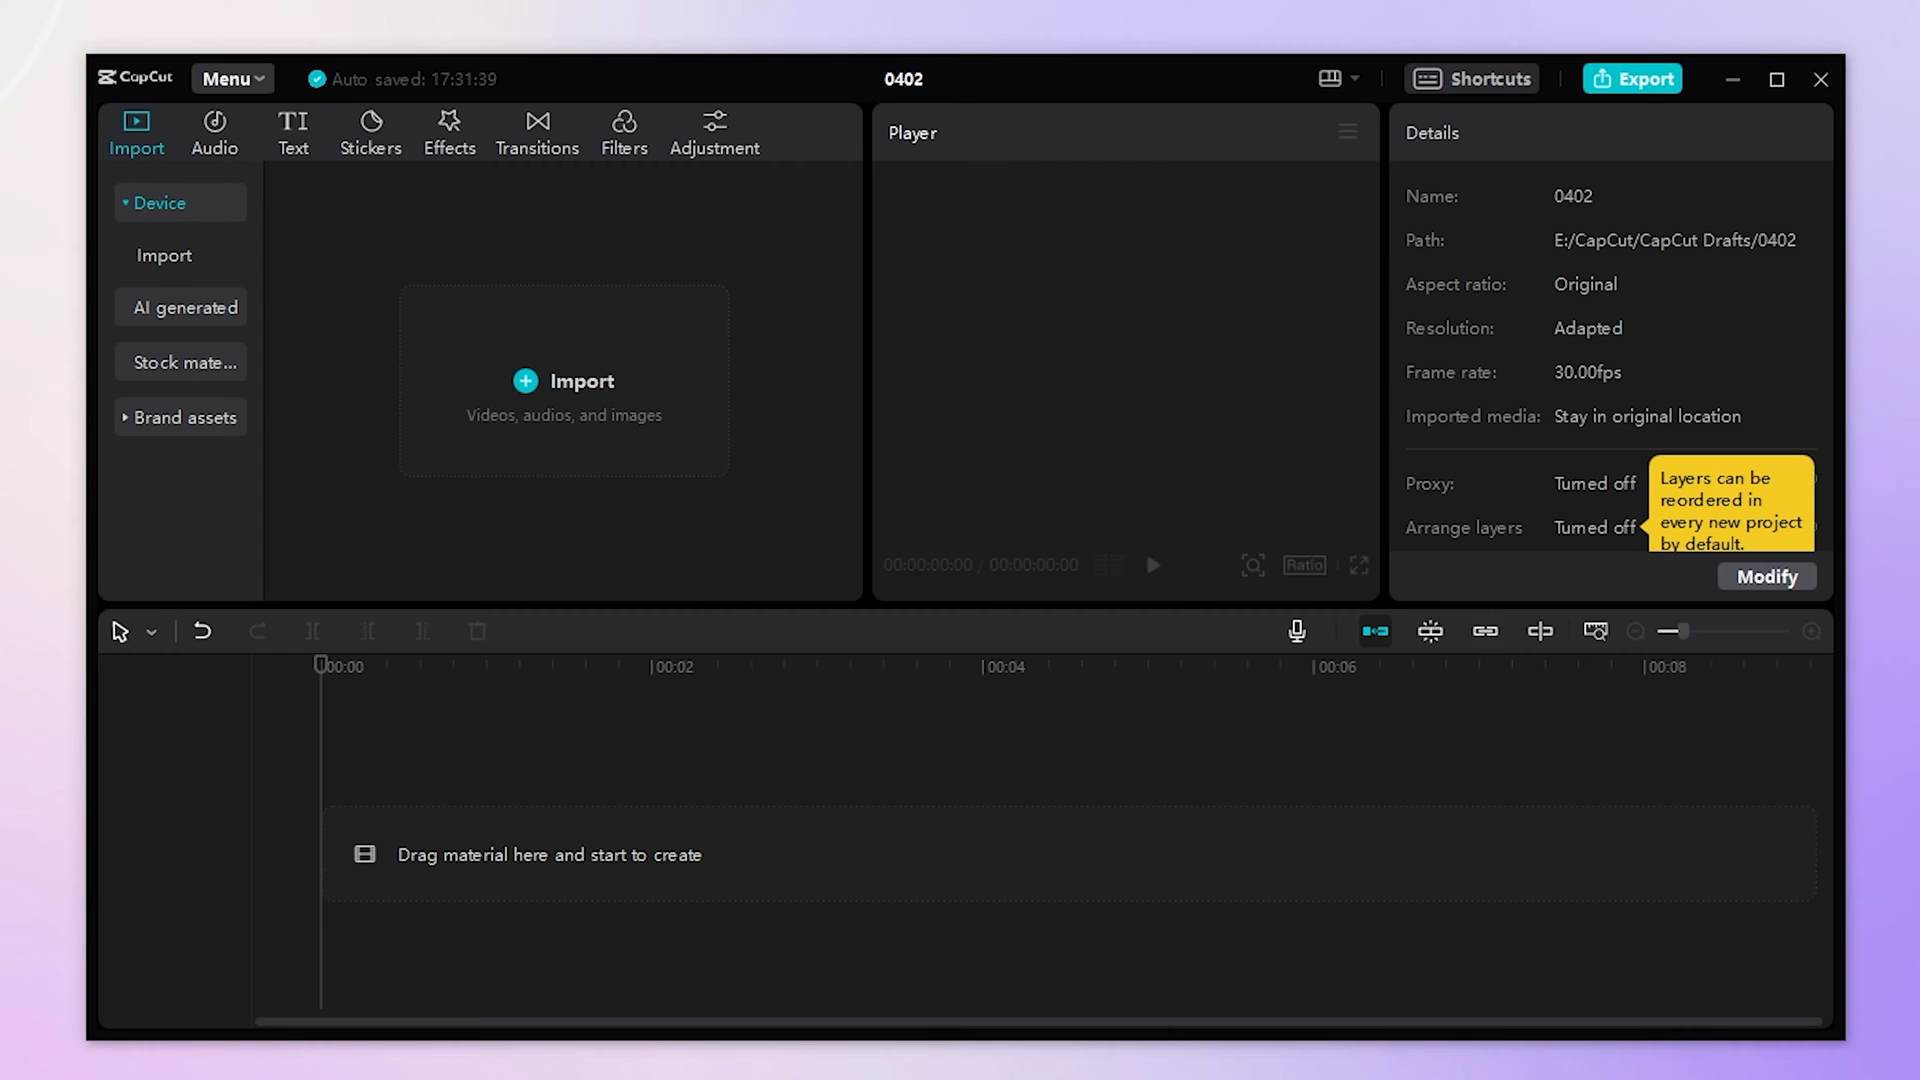 CapCut Menu Auto saved: 17:31:39 0402 Shortcuts Export
Import Audio Text Stickers Effects Transitions Filters Adjustment
TI
Device
Import
AI generated
Stock mate...
Brand assets
Import
Videos, audios, and images
Player
00:00:00:00 / 00:00:00:00 Ratio
Details
Name: 0402
Path: E:/CapCut/CapCut Drafts/0402
Aspect ratio: Original
Resolution: Adapted
Frame rate: 30.00fps
Imported media: Stay in original location
Proxy: Turned off
Arrange layers Turned off
Layers can be
reordered in
every new project
by default.
Modify
00:00 00:02 00:04 00:06 00:08
Drag material here and start to create